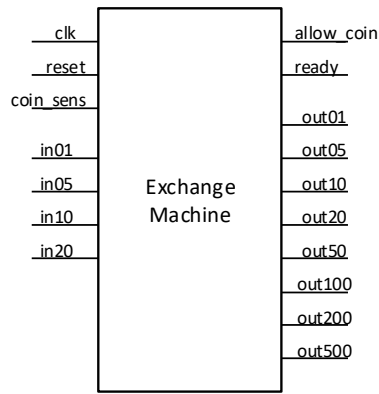 clk
reset
coin_sens
in01
in05
in10
in20
Exchange
Machine
allow_coin
ready
out01
out05
out10
out20
out50
out100
out200
out500